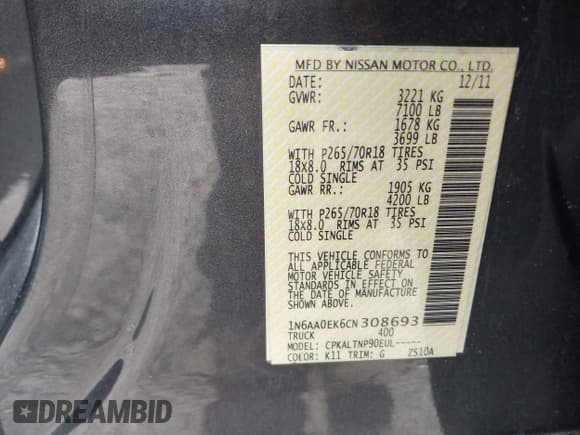 MFD BY NISSAN MOTOR CO., LTD.
DATE: 12/11
GVWR: 3221 KG
7100 LB
GAWR FR.: 1678 KG
3699 LB
WITH P265/70R18 TIRES
18x8.0 RIMS AT 35 PSI
COLD SINGLE
GAWR RR.: 1905 KG
4200 LB
WITH P265/70R18 TIRES
18x8.0 RIMS AT 35 PSI
COLD SINGLE
THIS VEHICLE CONFORMS TO
ALL APPLICABLE FEDERAL
MOTOR VEHICLE SAFETY
STANDARDS IN EFFECT ON
THE DATE OF MANUFACTURE
SHOWN ABOVE.
1N6AA0EK6CN308693
TRUCK 400
MODEL: CPKALTNP90EUL-----
COLOR: K11 TRIM: G ZS10A
DREAMBID